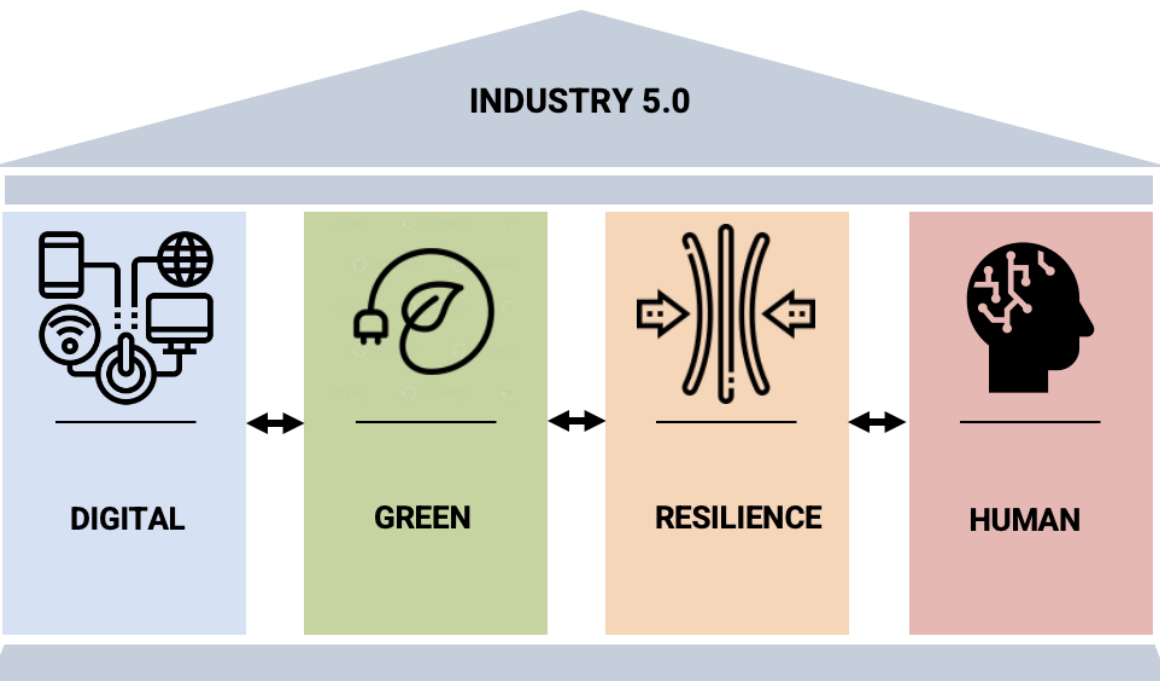 INDUSTRY 5.0
DIGITAL
GREEN
RESILIENCE
HUMAN